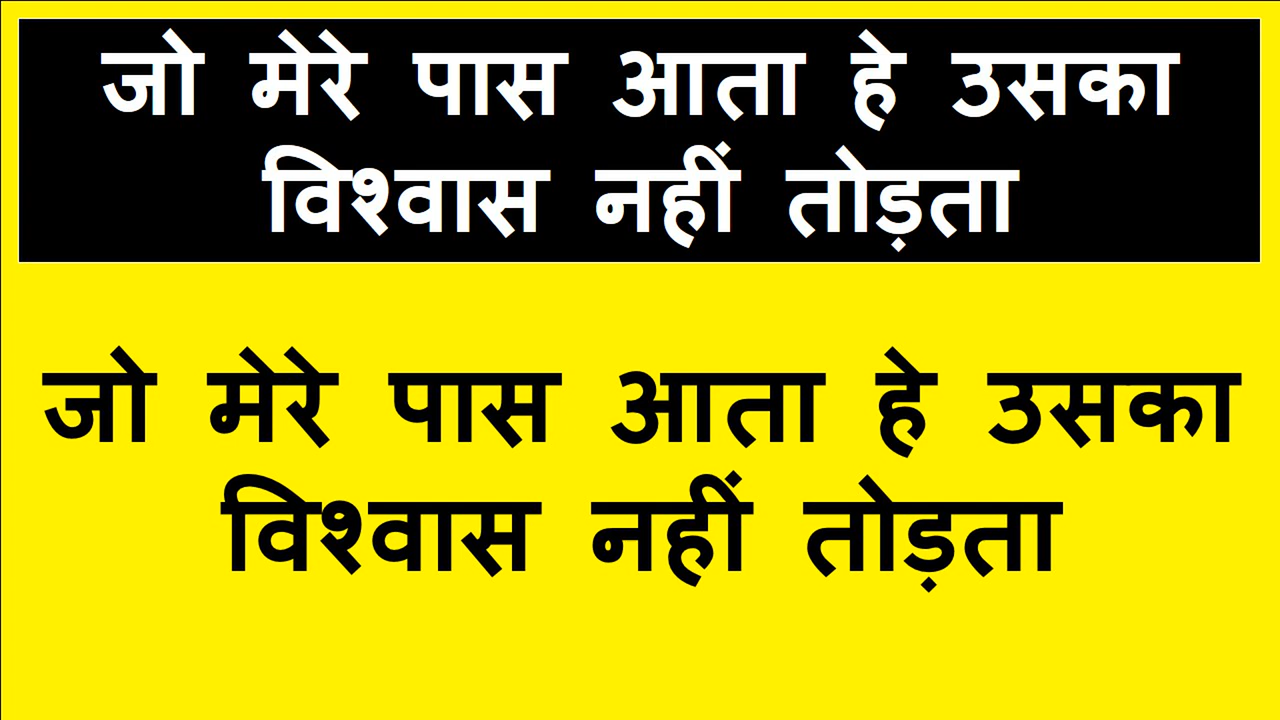 जो मेरे पास आता हे उसका
विश्वास नहीं तोड़ता
जो मेरे पास आता हे उसका
विश्वास नहीं तोड़ता